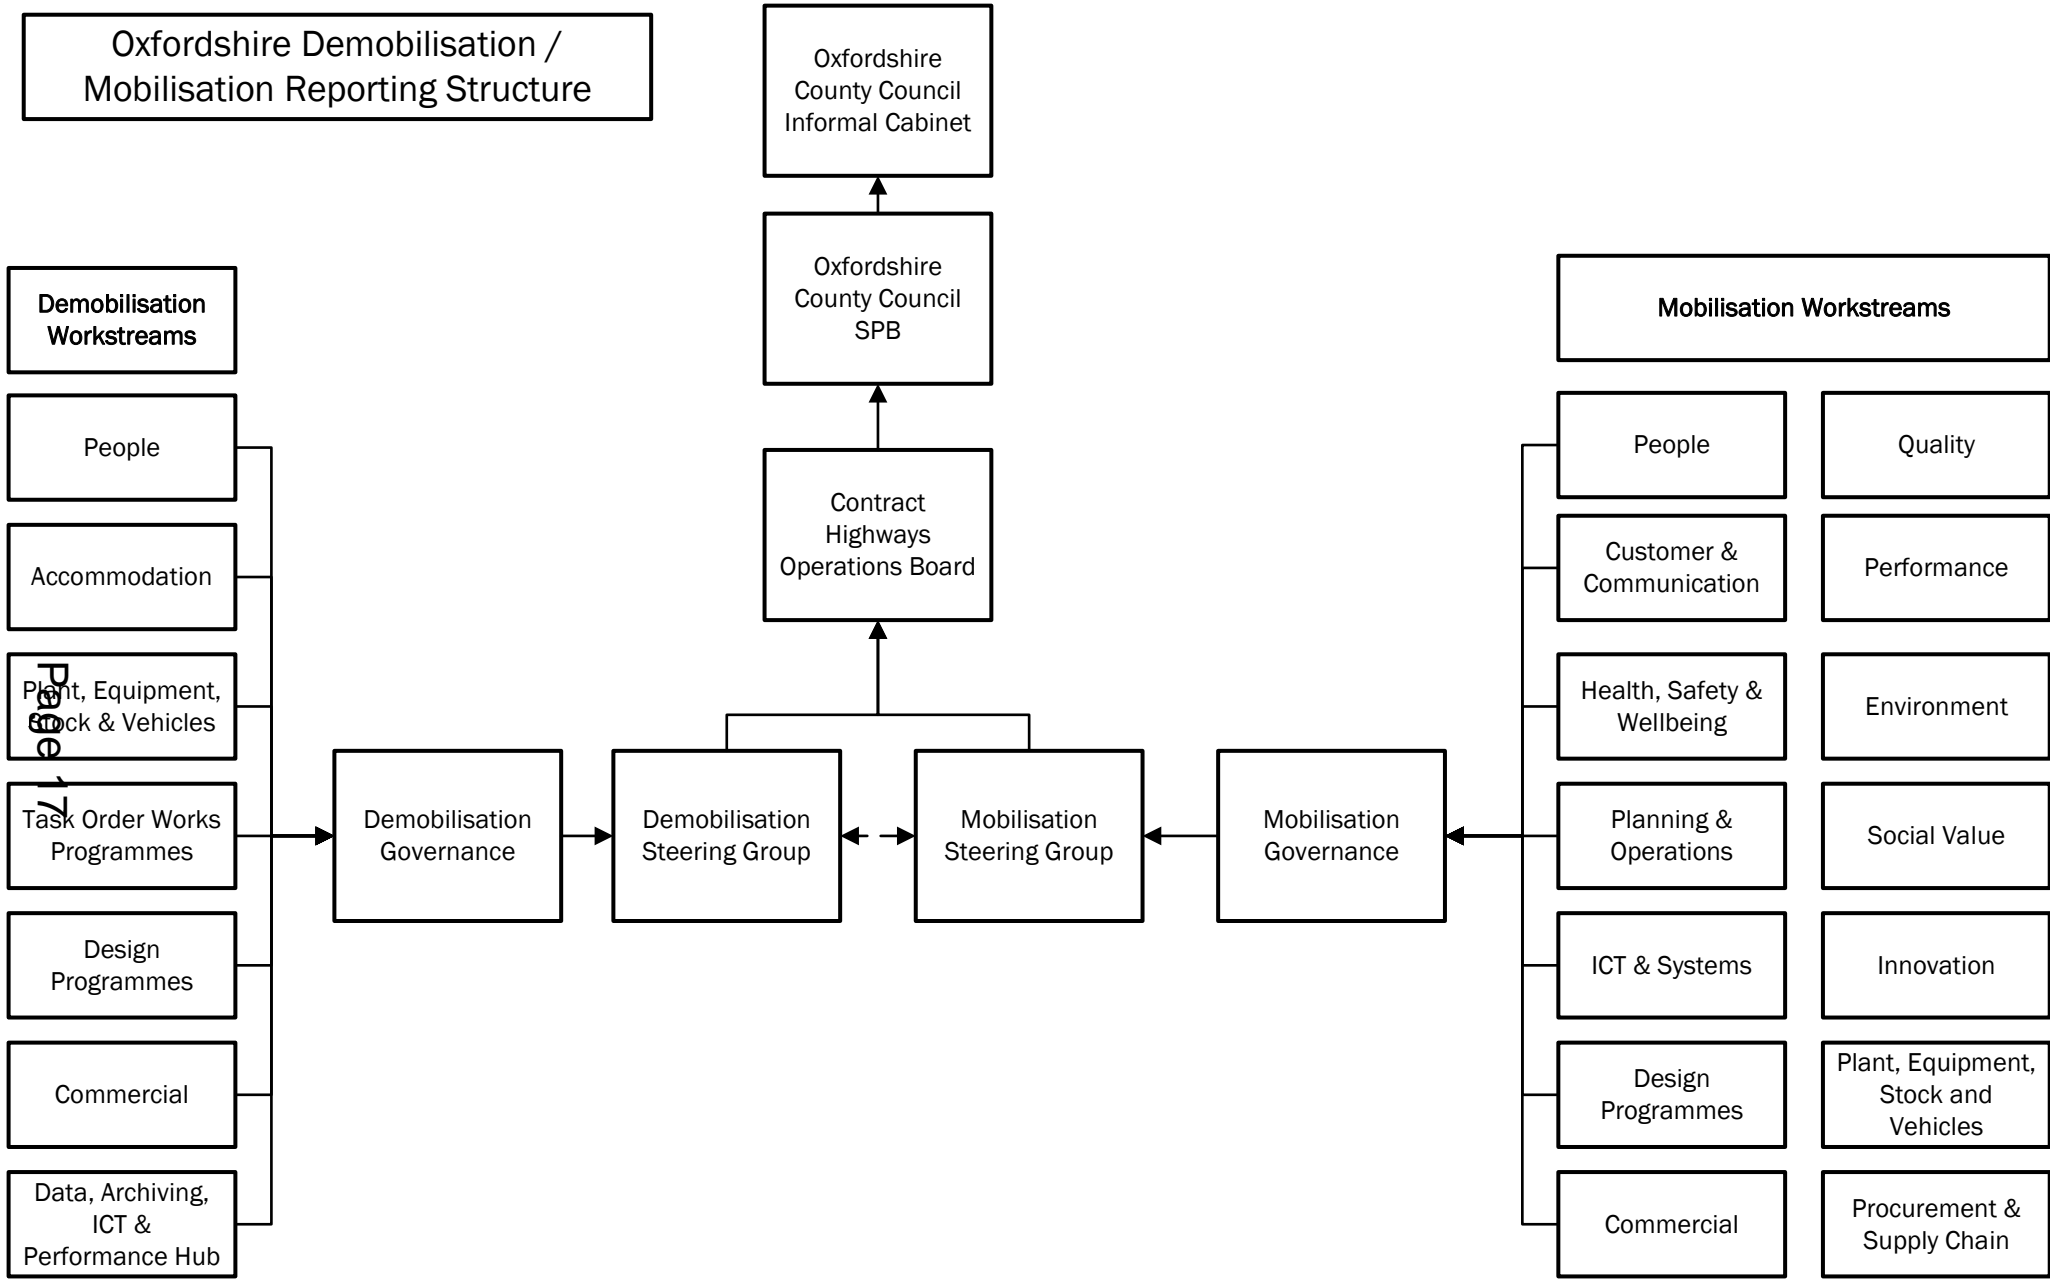 Oxfordshire Demobilisation /
Mobilisation Reporting Structure
Oxfordshire
County Council
Informal Cabinet
Oxfordshire
County Council
SPB
Contract
Highways
Operations Board
Demobilisation
Workstreams
People
Accommodation
Plant, Equipment,
Stock & Vehicles
Task Order Works
Programmes
Design
Programmes
Commercial
Data, Archiving,
ICT &
Performance Hub
Page 17
Demobilisation
Governance
Demobilisation
Steering Group
Mobilisation
Steering Group
Mobilisation
Governance
Mobilisation Workstreams
People
Quality
Customer &
Communication
Performance
Health, Safety &
Wellbeing
Environment
Planning &
Operations
Social Value
ICT & Systems
Innovation
Design
Programmes
Plant, Equipment,
Stock and
Vehicles
Commercial
Procurement &
Supply Chain